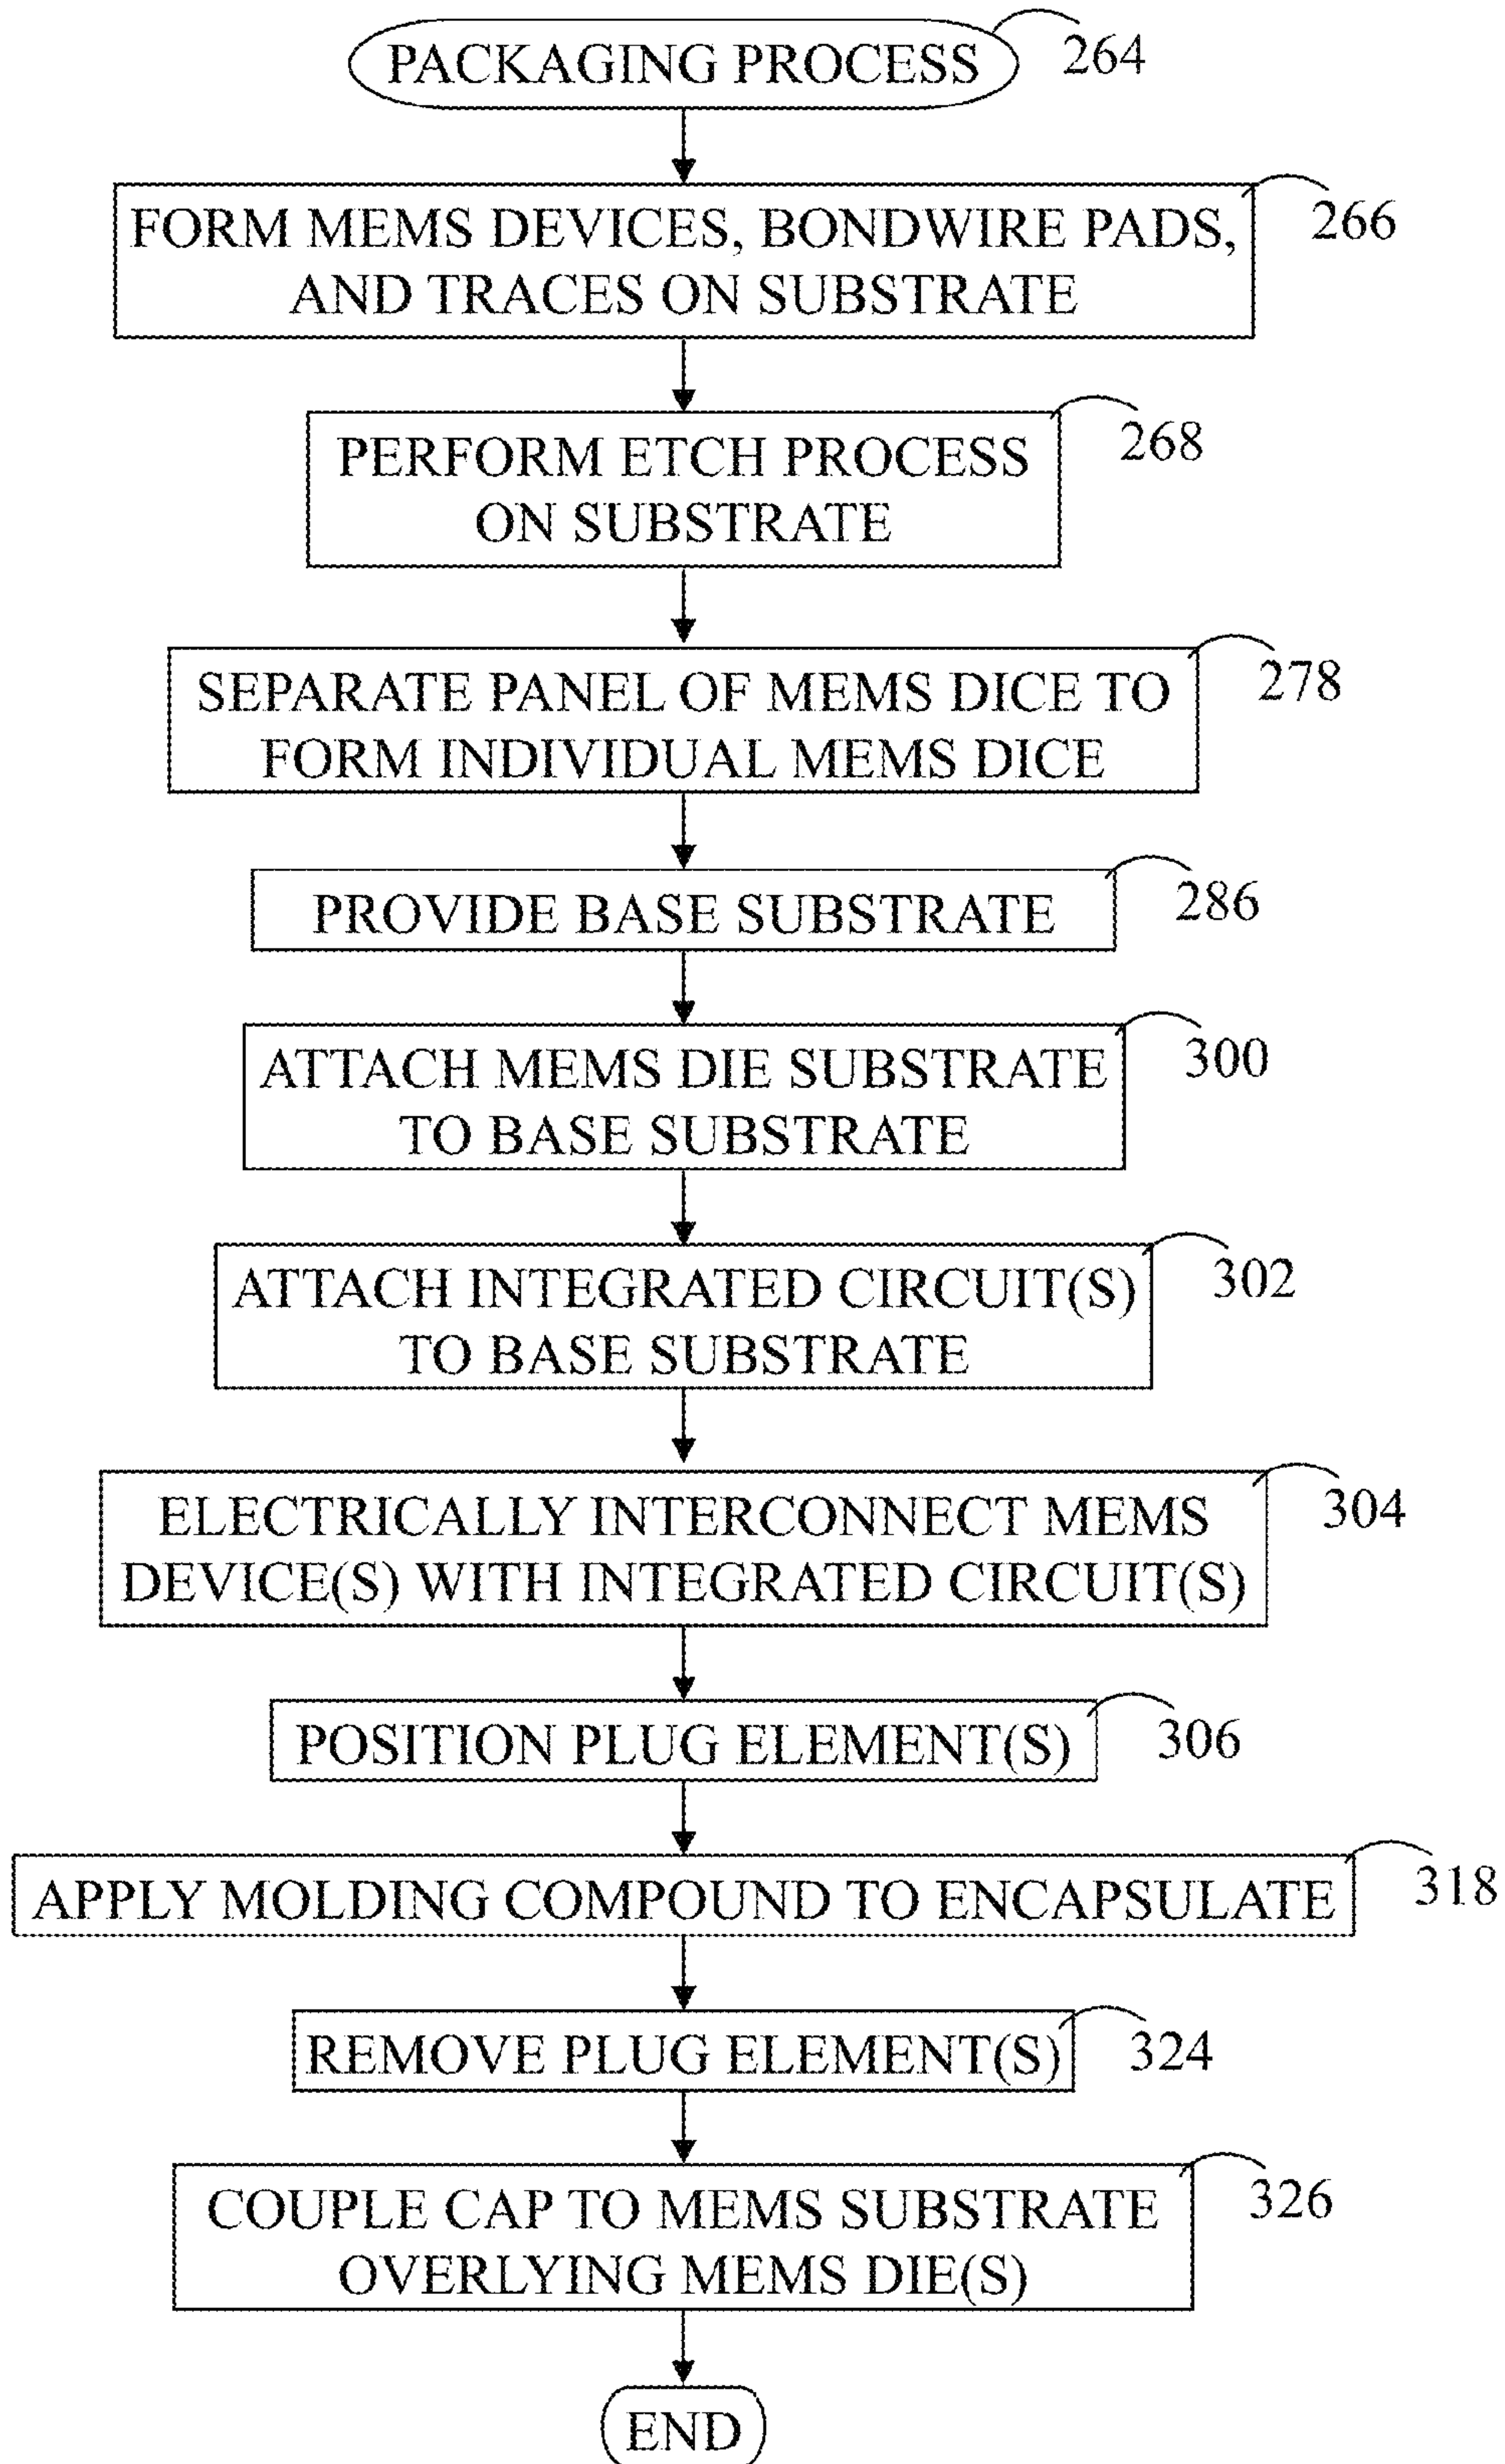 PACKAGING PROCESS 264
FORM MEMS DEVICES, BONDWIRE PADS, 266
AND TRACES ON SUBSTRATE
PERFORM ETCH PROCESS 268
ON SUBSTRATE
SEPARATE PANEL OF MEMS DICE TO 278
FORM INDIVIDUAL MEMS DICE
PROVIDE BASE SUBSTRATE 286
ATTACH MEMS DIE SUBSTRATE 300
TO BASE SUBSTRATE
ATTACH INTEGRATED CIRCUIT(S) 302
TO BASE SUBSTRATE
ELECTRICALLY INTERCONNECT MEMS 304
DEVICE(S) WITH INTEGRATED CIRCUIT(S)
POSITION PLUG ELEMENT(S) 306
APPLY MOLDING COMPOUND TO ENCAPSULATE 318
REMOVE PLUG ELEMENT(S) 324
COUPLE CAP TO MEMS SUBSTRATE 326
OVERLYING MEMS DIE(S)
END